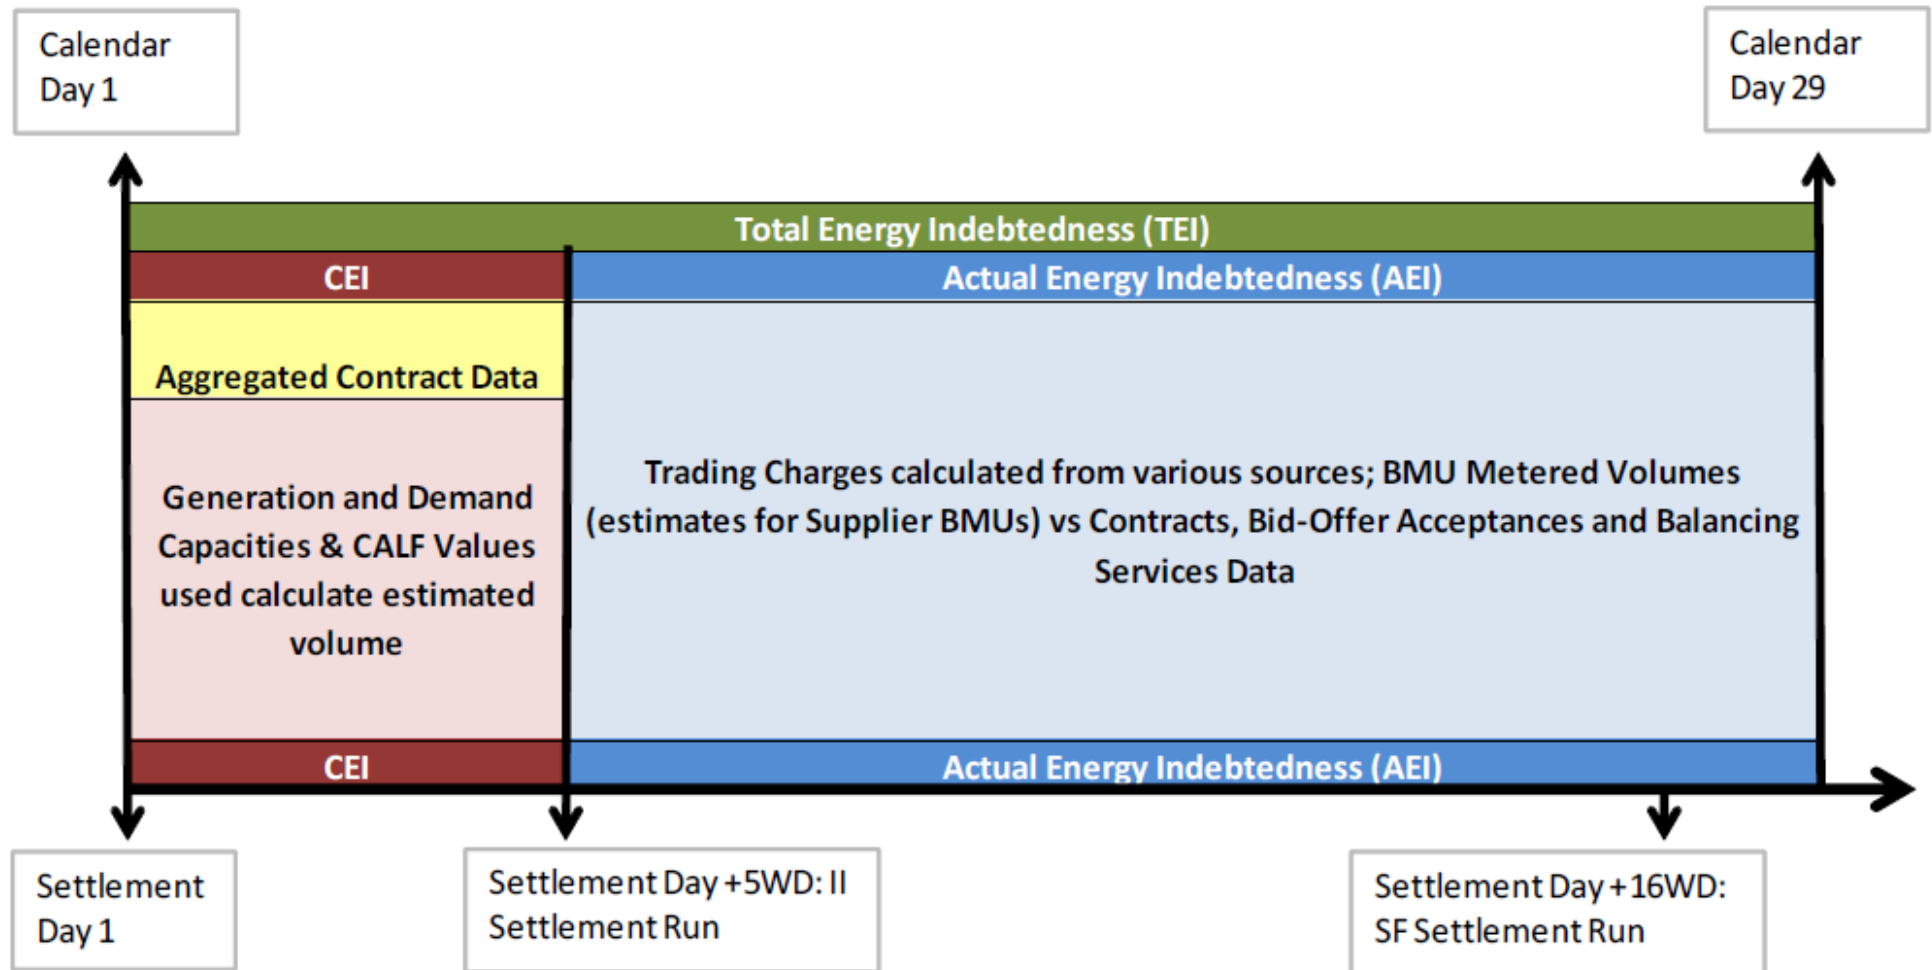 Calendar
Day 1
Calendar
Day 29
Total Energy Indebtedness (TEI)
CEI
Actual Energy Indebtedness (AEI)
Aggregated Contract Data
Generation and Demand
Capacities & CALF Values
used calculate estimated
volume
Trading Charges calculated from various sources; BMU Metered Volumes
(estimates for Supplier BMUs) vs Contracts, Bid-Offer Acceptances and Balancing
Services Data
CEI
Actual Energy Indebtedness (AEI)
Settlement
Day 1
Settlement Day +5WD: II
Settlement Run
Settlement Day +16WD:
SF Settlement Run